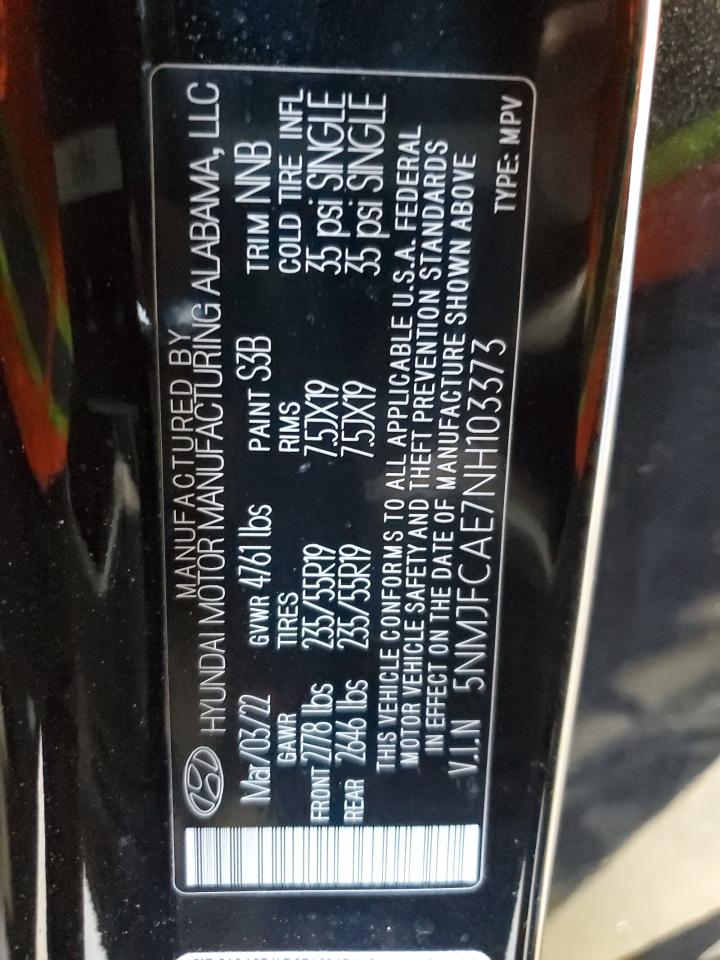 MANUFACTURED BY
HYUNDAI MOTOR MANUFACTURING ALABAMA, LLC
Mar/03/22 GVWR 4761 lbs PAINT S3B TRIM NNB
GAWR TIRES RIMS COLD TIRE INFL
FRONT 2778 lbs 235/55R19 7.5JX19 35 psi SINGLE
REAR 2646 lbs 235/55R19 7.5JX19 35 psi SINGLE
THIS VEHICLE CONFORMS TO ALL APPLICABLE U.S.A. FEDERAL
MOTOR VEHICLE SAFETY AND THEFT PREVENTION STANDARDS
IN EFFECT ON THE DATE OF MANUFACTURE SHOWN ABOVE
V.I.N 5NMJFCAE7NH103373
TYPE: MPV